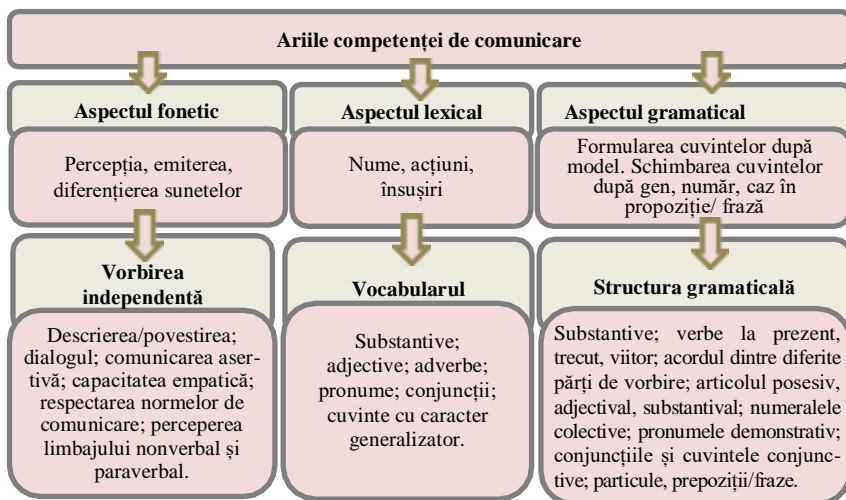 Ariile competenței de comunicare
Aspectul fonetic
Percepția, emiterea,
diferențierea sunetelor
Aspectul lexical
Nume, acțiuni,
însușiri
Aspectul gramatical
Formularea cuvintelor după
model. Schimbarea cuvintelor
după gen, număr, caz în
propoziție/ frază
Vorbirea
independentă
Descrierea/povestirea;
dialogul; comunicarea aser-
tivă; capacitatea empatică;
respectarea normelor de
comunicare; perceperea
limbajului nonverbal și
paraverbal.
Vocabularul
Substantive;
adjective; adverbe;
pronume; conjuncții;
cuvinte cu caracter
generalizator.
Structura gramaticală
Substantive; verbe la prezent,
trecut, viitor; acordul dintre diferite
părți de vorbire; articolul posesiv,
adjectival, substantival; numeralele
colective; pronumele demonstrativ;
conjuncțiile și cuvintele conjunc-
tive; particule, prepoziții/fraze.